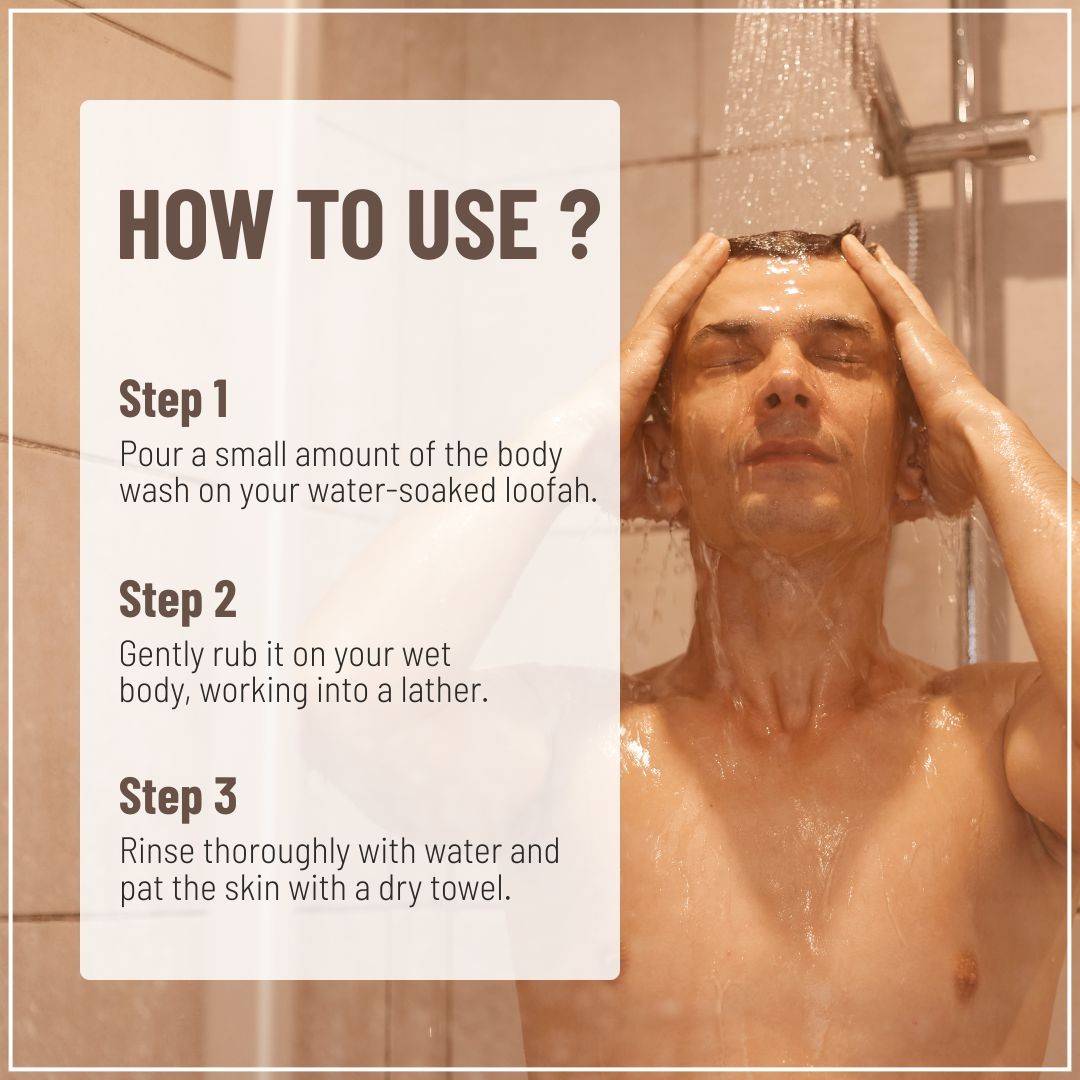 HOW TO USE ?
Step 1
Pour a small amount of the body
wash on your water-soaked loofah.
Step 2
Gently rub it on your wet
body, working into a lather.
Step 3
Rinse thoroughly with water and
pat the skin with a dry towel.